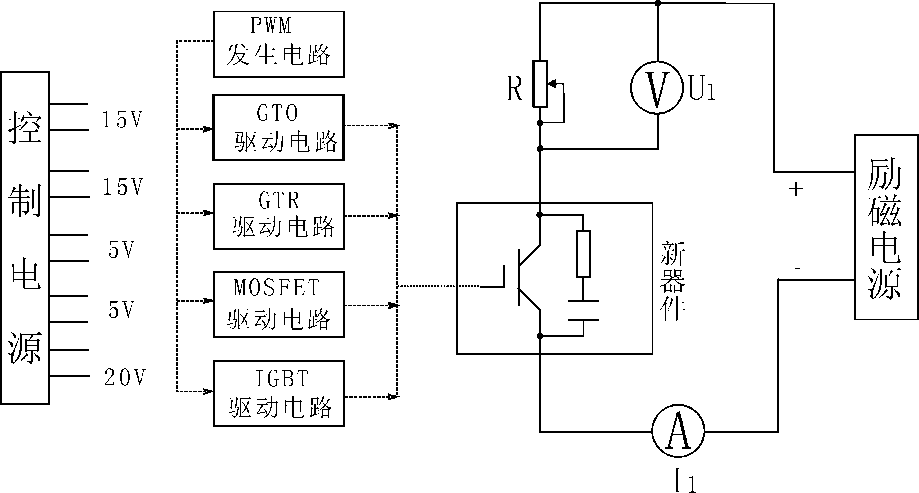 控制电源
15V
15V
5V
5V
20V
PWM
发生电路
GTO
驱动电路
GTR
驱动电路
MOSFET
驱动电路
IGBT
驱动电路
R
V
U1
新器件
A
I1
+
-
励磁电源